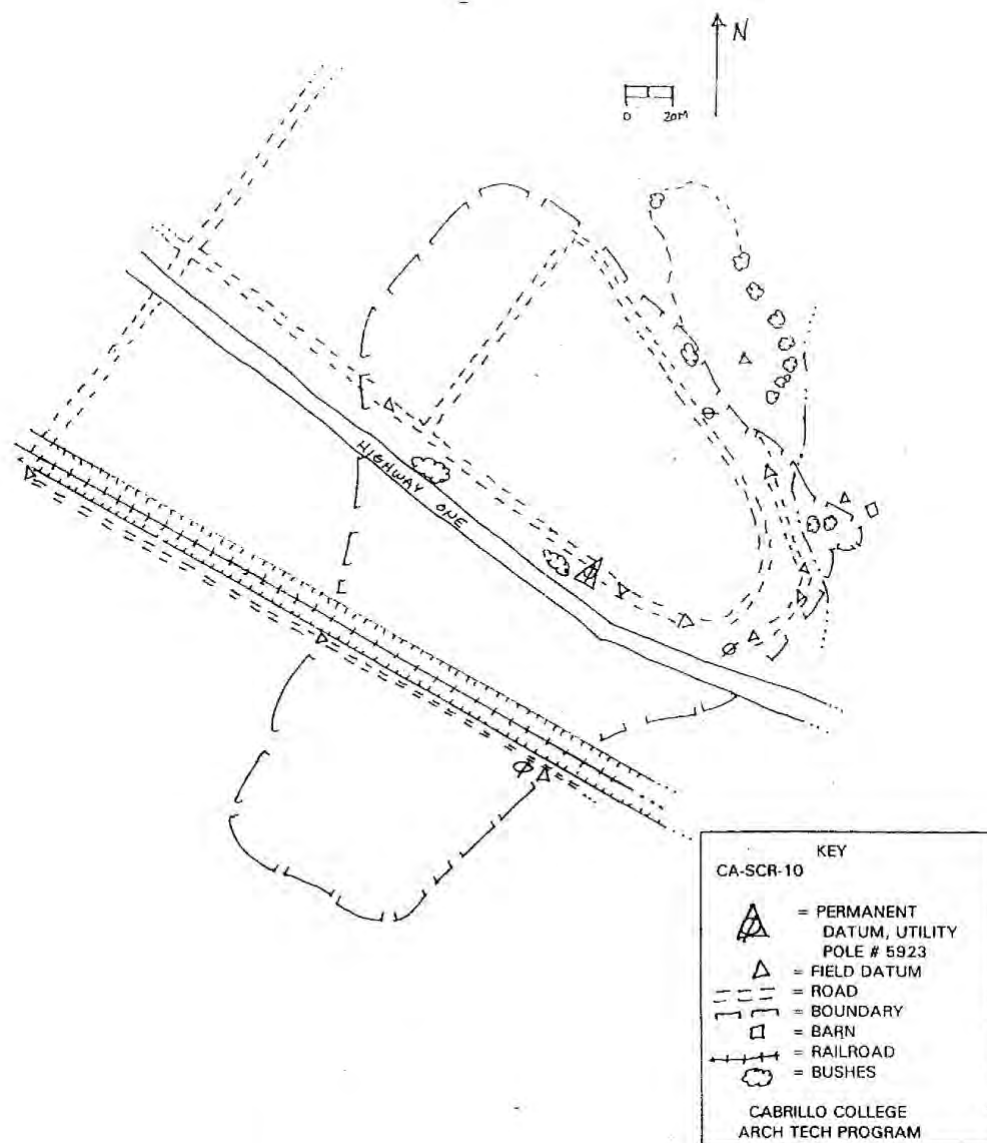 N
0 20M
HIGHWAY ONE
KEY
CA-SCR-10
= PERMANENT
DATUM, UTILITY
POLE # 5923
= FIELD DATUM
= ROAD
= BOUNDARY
= BARN
= RAILROAD
= BUSHES
CABRILLO COLLEGE
ARCH TECH PROGRAM